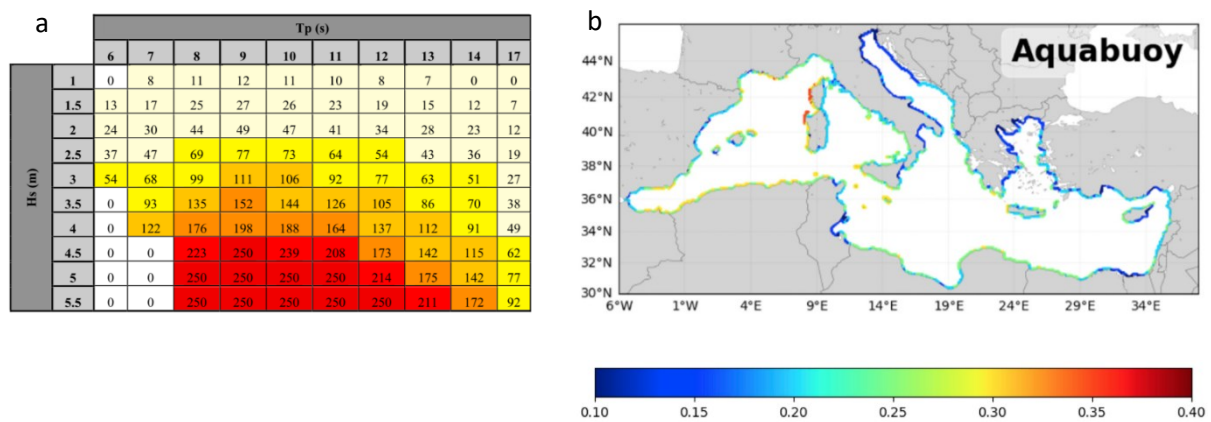 a
Tp (s)
6 7 8 9 10 11 12 13 14 17
Hs (m)
1 0 8 11 12 11 10 8 7 0 0
1.5 13 17 25 27 26 23 19 15 12 7
2 24 30 44 49 47 41 34 28 23 12
2.5 37 47 69 77 73 64 54 43 36 19
3 54 68 99 111 106 92 77 63 51 27
3.5 0 93 135 152 144 126 105 86 70 38
4 0 122 176 198 188 164 137 112 91 49
4.5 0 0 223 250 239 208 173 142 115 62
5 0 0 250 250 250 250 214 175 142 77
5.5 0 0 250 250 250 250 250 211 172 92
b
Aquabuoy
44°N
42°N
40°N
38°N
36°N
34°N
32°N
30°N
6°W 1°W 4°E 9°E 14°E 19°E 24°E 29°E 34°E
0.10 0.15 0.20 0.25 0.30 0.35 0.40